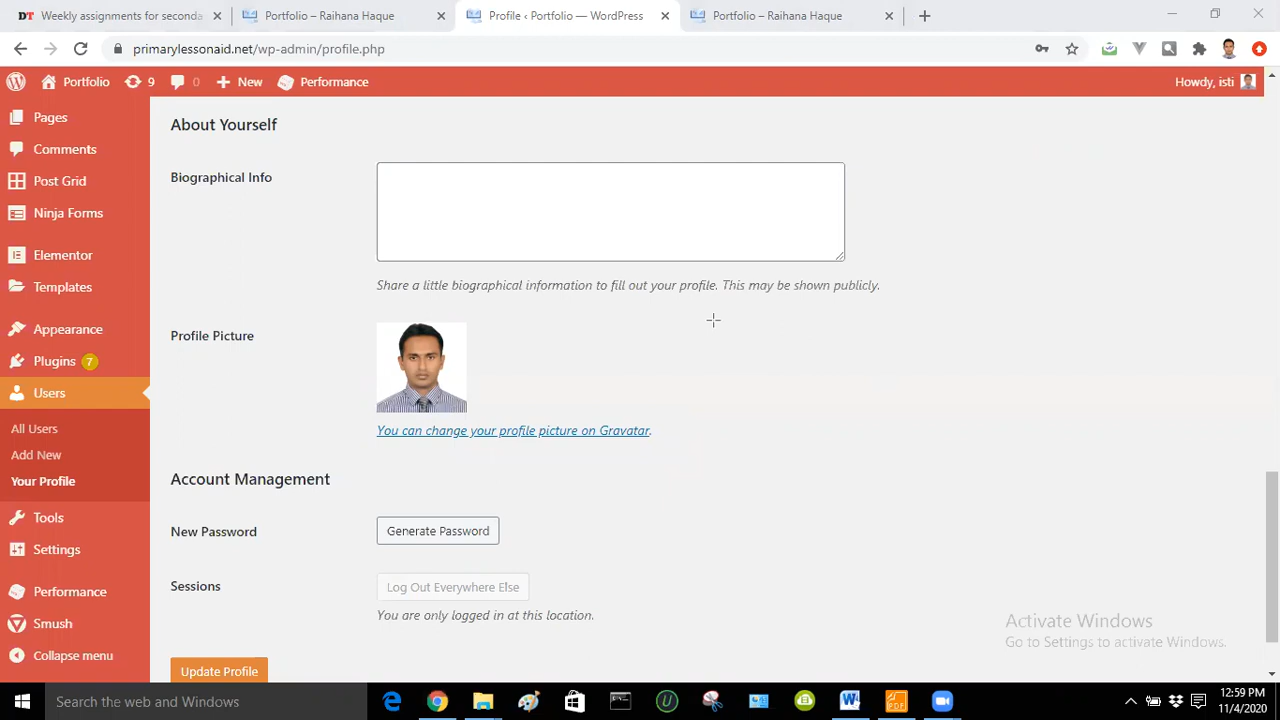 DT Weekly assignments for seconda
Portfolio – Raihana Haque
Profile ‹ Portfolio — WordPress
Portfolio – Raihana Haque
primarylessonaid.net/wp-admin/profile.php
Portfolio
9
0
New
Performance
Howdy, isti
Pages
Comments
Post Grid
Ninja Forms
Elementor
Templates
Appearance
Plugins 7
Users
All Users
Add New
Your Profile
Tools
Settings
Performance
Smush
Collapse menu
About Yourself
Biographical Info
Share a little biographical information to fill out your profile. This may be shown publicly.
Profile Picture
You can change your profile picture on Gravatar.
Account Management
New Password
Generate Password
Sessions
Log Out Everywhere Else
You are only logged in at this location.
Update Profile
Activate Windows
Go to Settings to activate Windows.
Search the web and Windows
12:59 PM
11/4/2020